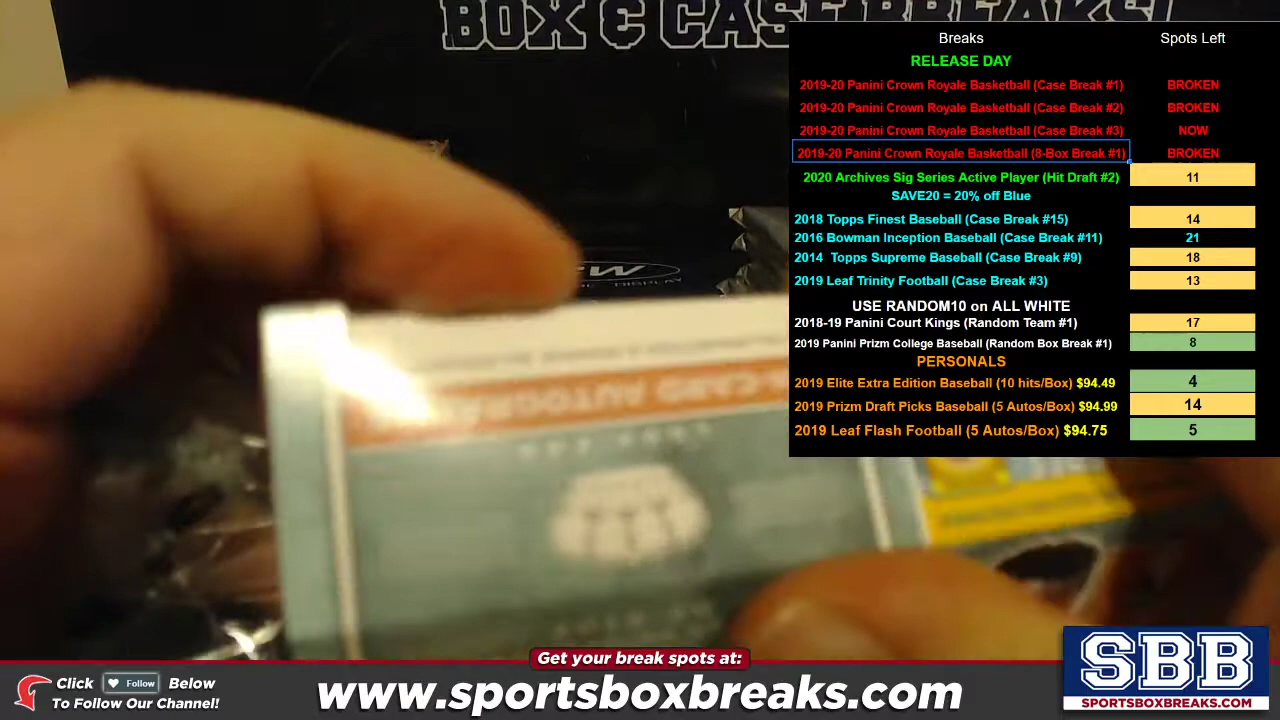 BOX & CASE BREAKS!
Breaks Spots Left
RELEASE DAY
2019-20 Panini Crown Royale Basketball (Case Break #1) BROKEN
2019-20 Panini Crown Royale Basketball (Case Break #2) BROKEN
2019-20 Panini Crown Royale Basketball (Case Break #3) NOW
2019-20 Panini Crown Royale Basketball (8-Box Break #1) BROKEN
2020 Archives Sig Series Active Player (Hit Draft #2) 11
SAVE20 = 20% off Blue
2018 Topps Finest Baseball (Case Break #15) 14
2016 Bowman Inception Baseball (Case Break #11) 21
2014 Topps Supreme Baseball (Case Break #9) 18
2019 Leaf Trinity Football (Case Break #3) 13
USE RANDOM10 on ALL WHITE
2018-19 Panini Court Kings (Random Team #1) 17
2019 Panini Prizm College Baseball (Random Box Break #1) 8
PERSONALS
2019 Elite Extra Edition Baseball (10 hits/Box) $94.49 4
2019 Prizm Draft Picks Baseball (5 Autos/Box) $94.99 14
2019 Leaf Flash Football (5 Autos/Box) $94.75 5
Get your break spots at:
Click Follow Below
To Follow Our Channel!
www.sportsboxbreaks.com
SBB
SPORTSBOXBREAKS.COM